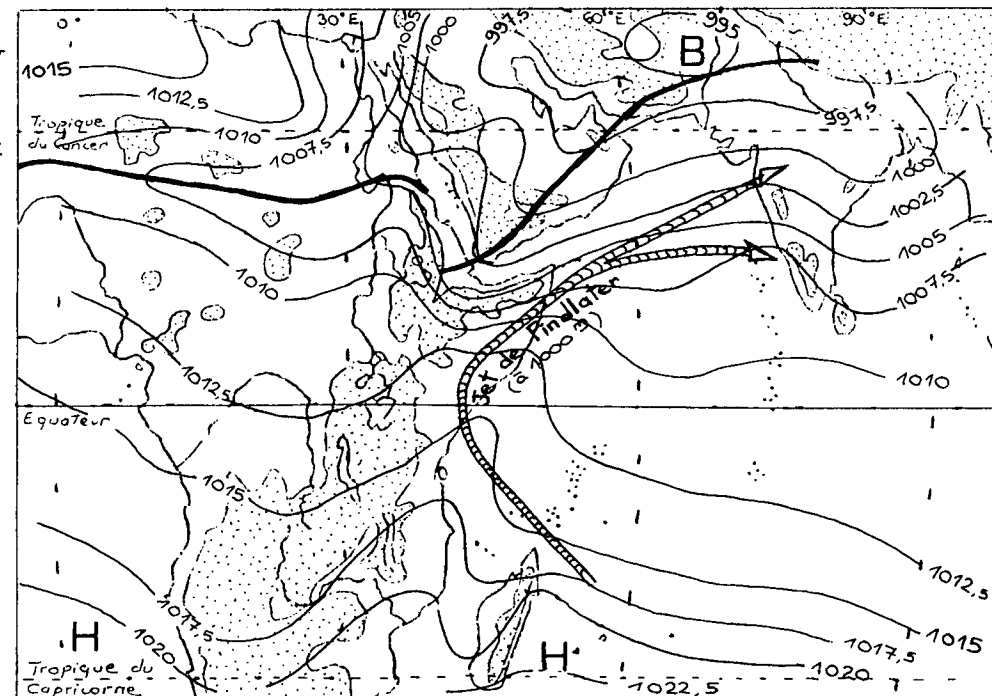 0°
30°E
60°E
90°E
1005
1000
997,5
995
1015
B
1012,5
Tropique
du Cancer
1010
997,5
1007,5
1000
1002,5
1005
1010
1007,5
Jet de Findlater
(à 1000 m)
1012,5
1010
Equateur
1015
1012,5
1017,5
1015
H
1020
1017,5
H
1020
Tropique du
Capricorne
1022,5